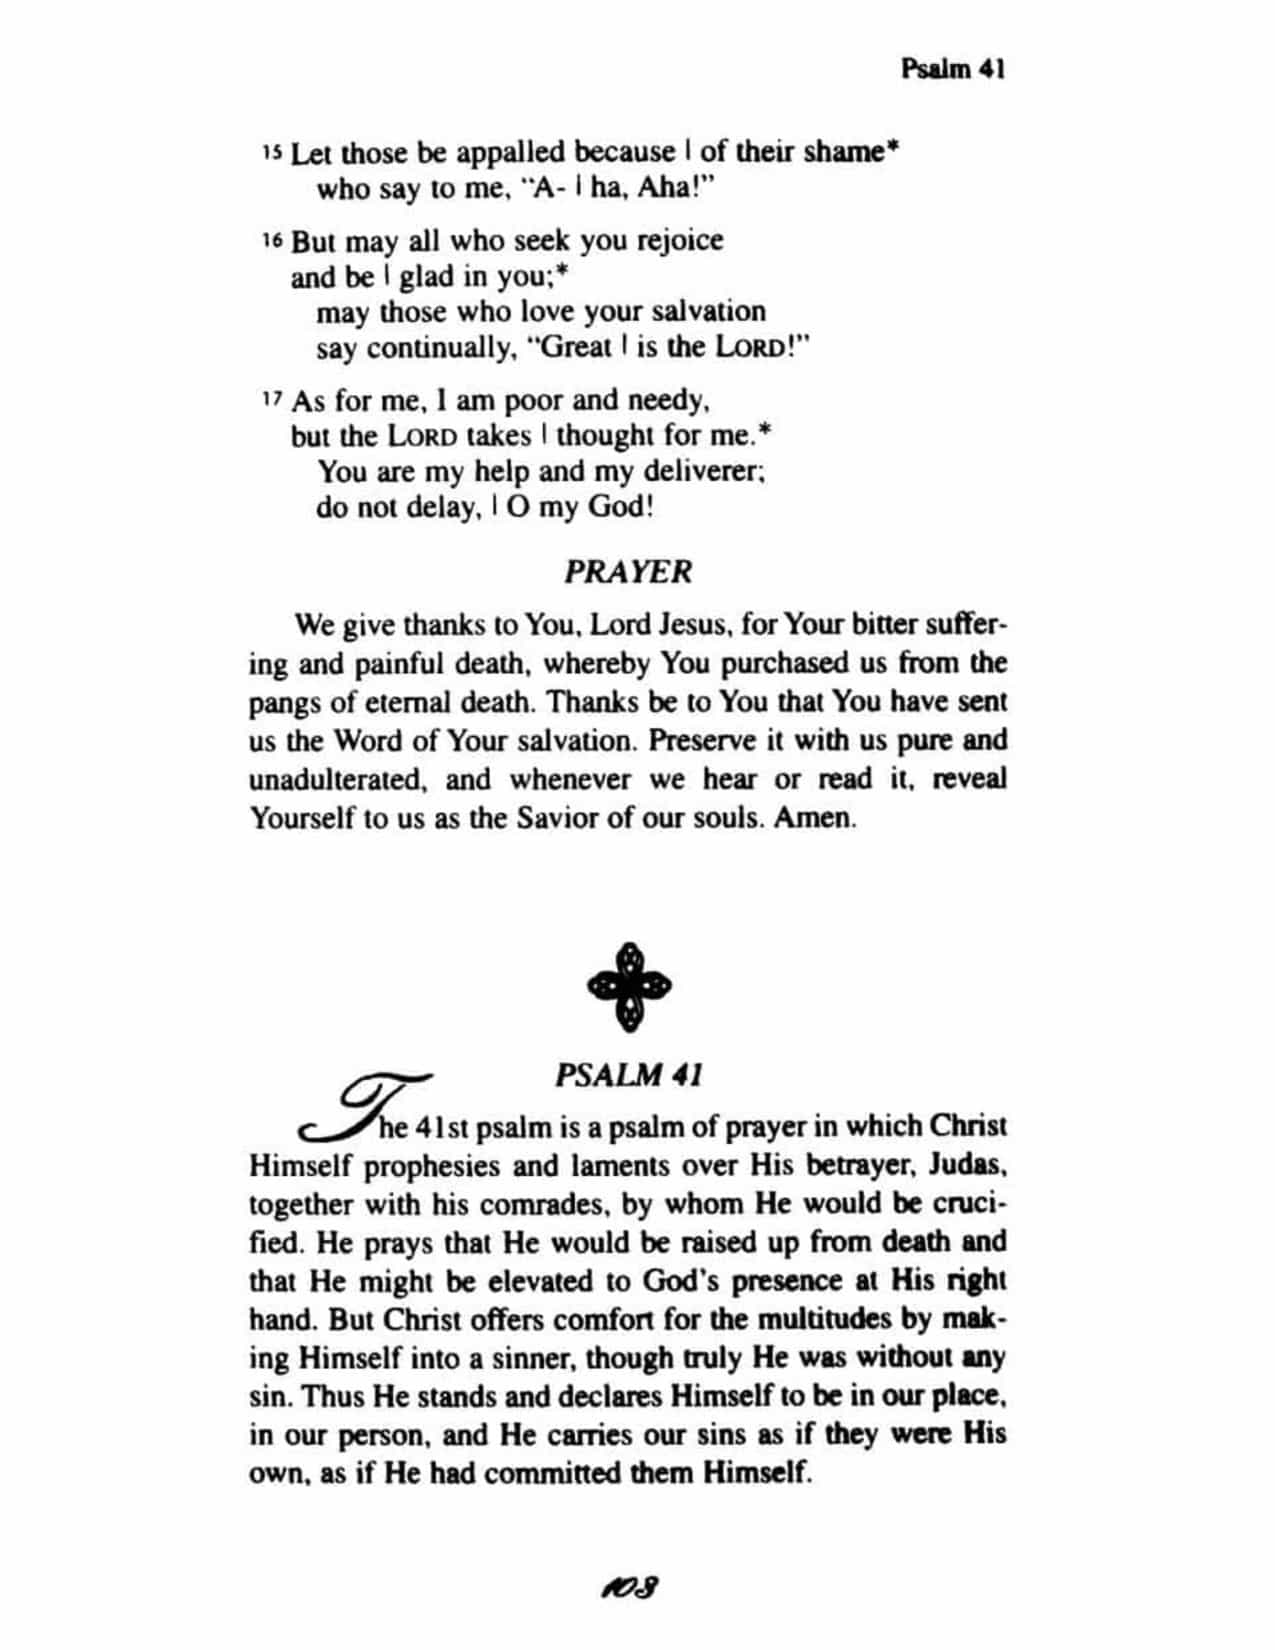 Psalm 41
15 Let those be appalled because | of their shame*
who say to me, “A- | ha, Aha!”
16 But may all who seek you rejoice
and be | glad in you;*
may those who love your salvation
say continually, “Great | is the LORD!”
17 As for me, I am poor and needy,
but the LORD takes | thought for me.*
You are my help and my deliverer;
do not delay, | O my God!
PRAYER
We give thanks to You, Lord Jesus, for Your bitter suffer-
ing and painful death, whereby You purchased us from the
pangs of eternal death. Thanks be to You that You have sent
us the Word of Your salvation. Preserve it with us pure and
unadulterated, and whenever we hear or read it, reveal
Yourself to us as the Savior of our souls. Amen.
PSALM 41
The 41st psalm is a psalm of prayer in which Christ
Himself prophesies and laments over His betrayer, Judas,
together with his comrades, by whom He would be cruci-
fied. He prays that He would be raised up from death and
that He might be elevated to God's presence at His right
hand. But Christ offers comfort for the multitudes by mak-
ing Himself into a sinner, though truly He was without any
sin. Thus He stands and declares Himself to be in our place,
in our person, and He carries our sins as if they were His
own, as if He had committed them Himself.
103